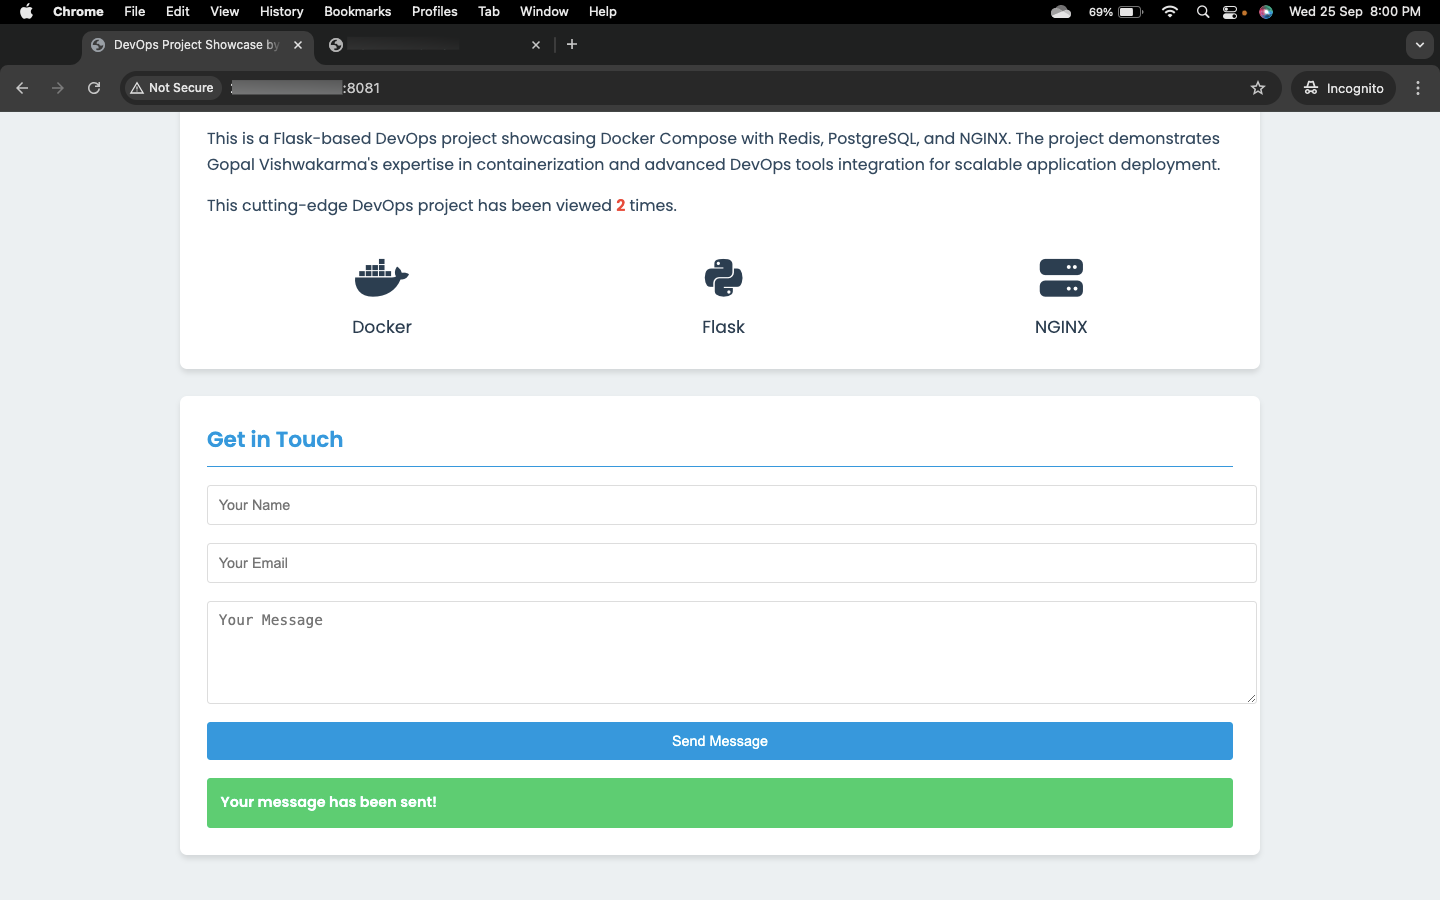 Chrome File Edit View History Bookmarks Profiles Tab Window Help 69% Wed 25 Sep 8:00 PM
DevOps Project Showcase by
Not Secure :8081 Incognito
This is a Flask-based DevOps project showcasing Docker Compose with Redis, PostgreSQL, and NGINX. The project demonstrates
Gopal Vishwakarma's expertise in containerization and advanced DevOps tools integration for scalable application deployment.
This cutting-edge DevOps project has been viewed 2 times.
Docker Flask NGINX
Get in Touch
Your Name
Your Email
Your Message
Send Message
Your message has been sent!